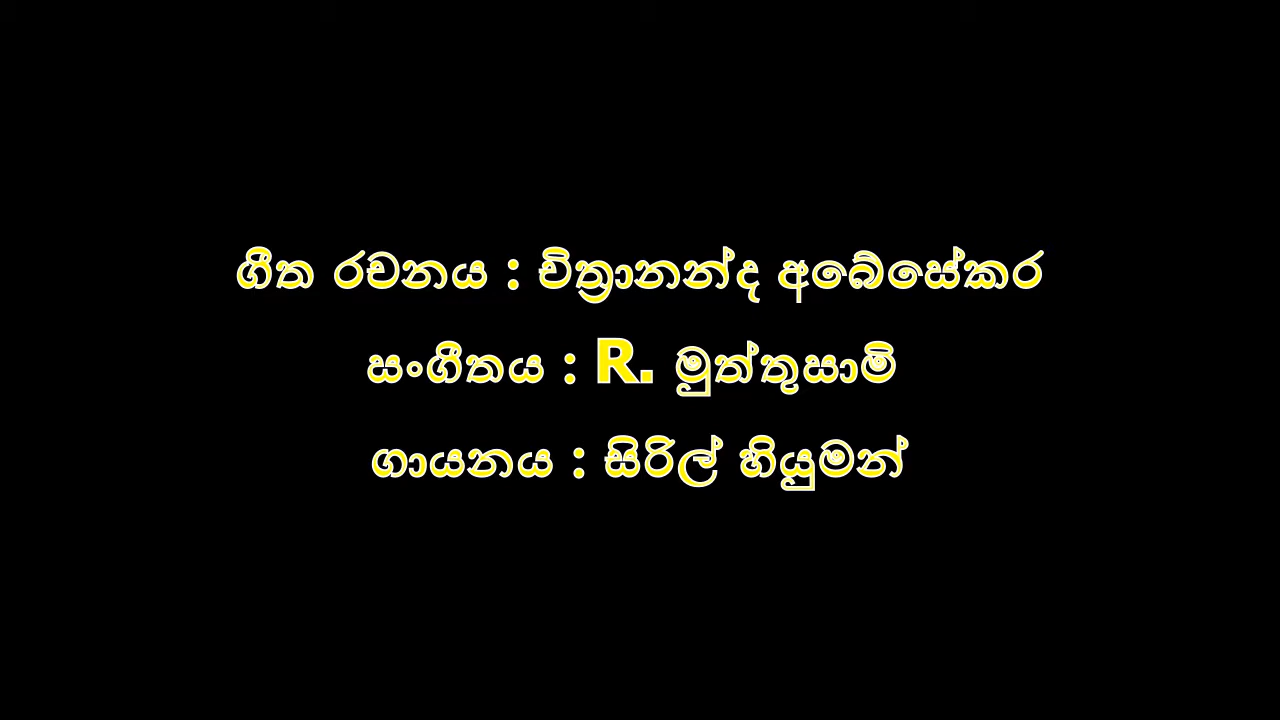 ගීත රචනය : චිත්‍රානන්ද අබේසේකර
සංගීතය : R. මුත්තුසාමි
ගායනය : සිරිල් හියුමන්